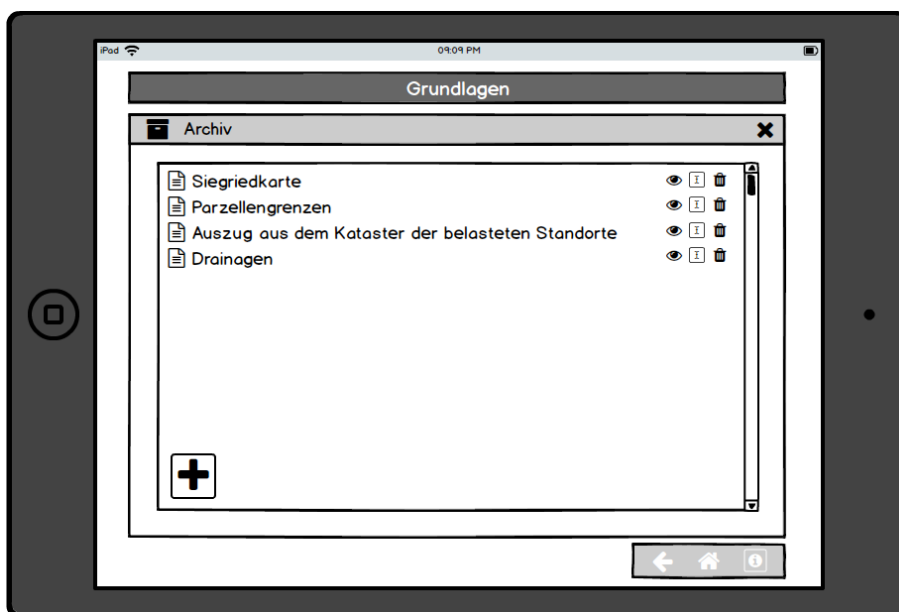 iPad
09:09 PM
Grundlagen
Archiv
Siegriedkarte
Parzellengrenzen
Auszug aus dem Kataster der belasteten Standorte
Drainagen